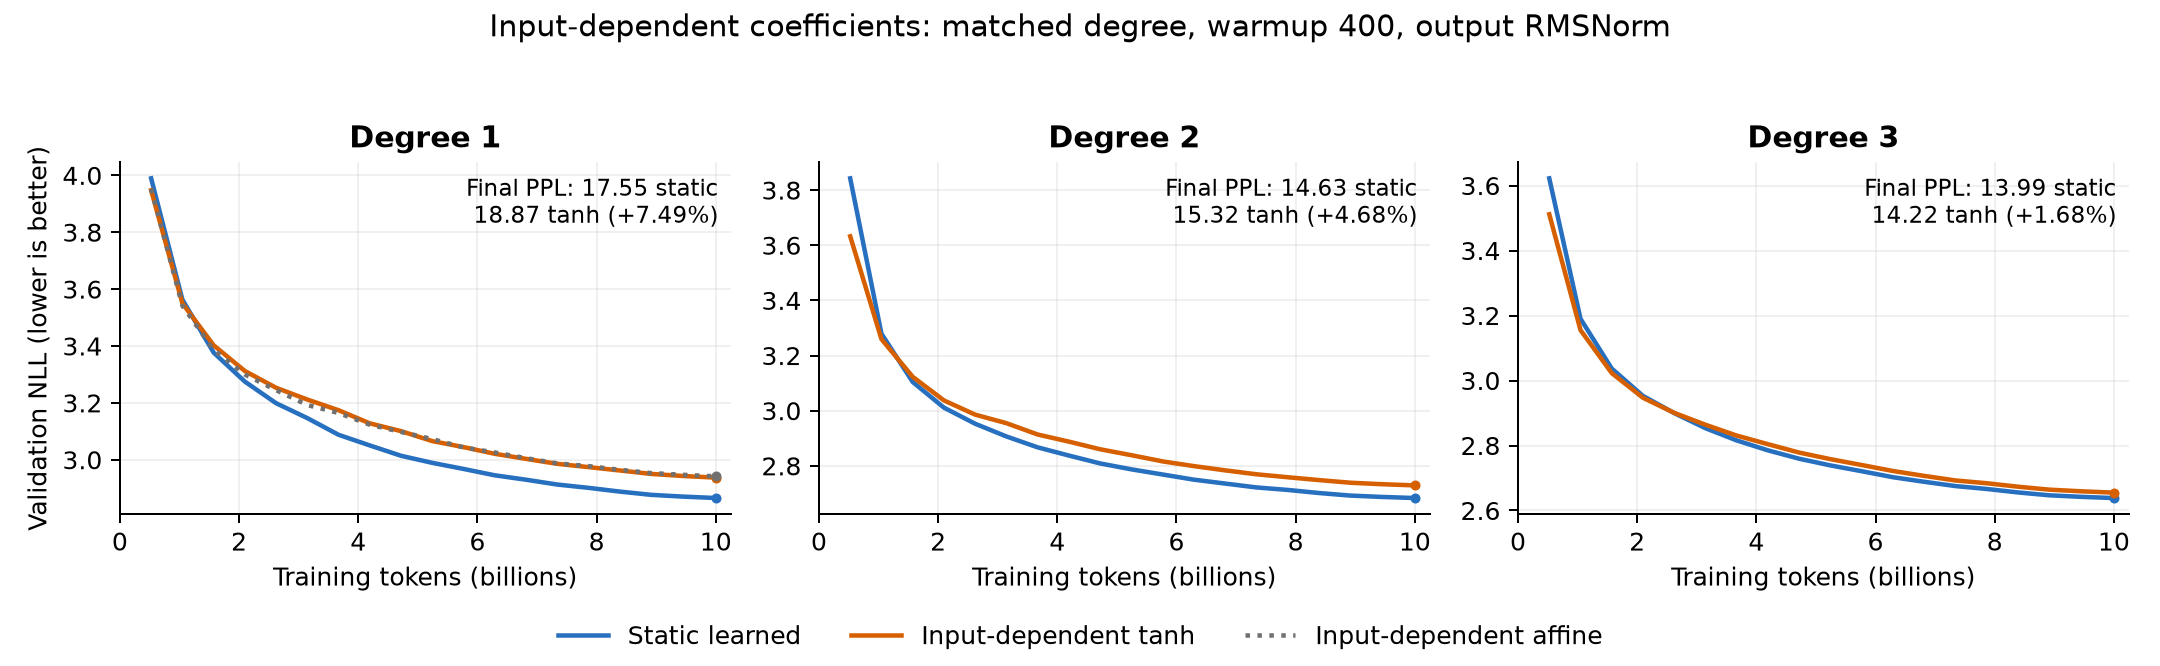 Input-dependent coefficients: matched degree, warmup 400, output RMSNorm
Degree 1
Validation NLL (lower is better)
4.0
3.8
3.6
3.4
3.2
3.0
Final PPL: 17.55 static
18.87 tanh (+7.49%)
0 2 4 6 8 10
Training tokens (billions)
Degree 2
3.8
3.6
3.4
3.2
3.0
2.8
Final PPL: 14.63 static
15.32 tanh (+4.68%)
0 2 4 6 8 10
Training tokens (billions)
Degree 3
3.6
3.4
3.2
3.0
2.8
2.6
Final PPL: 13.99 static
14.22 tanh (+1.68%)
0 2 4 6 8 10
Training tokens (billions)
Static learned
Input-dependent tanh
Input-dependent affine